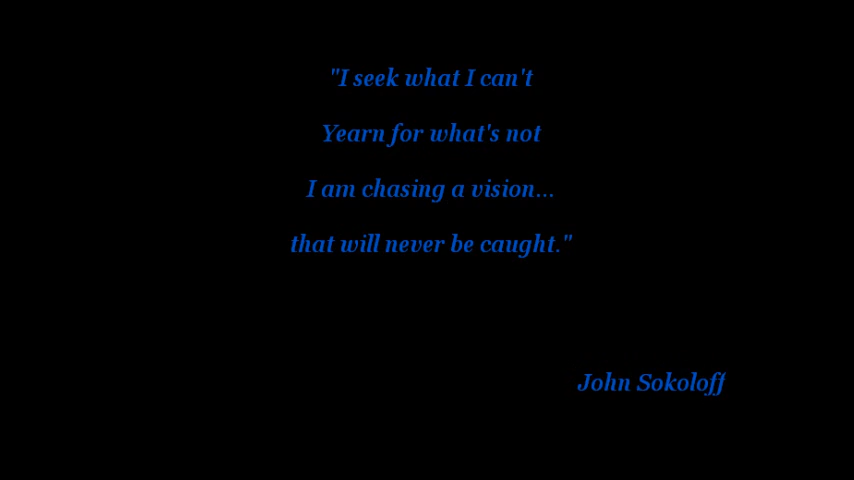 "I seek what I can't
Yearn for what's not
I am chasing a vision...
that will never be caught."
John Sokoloff